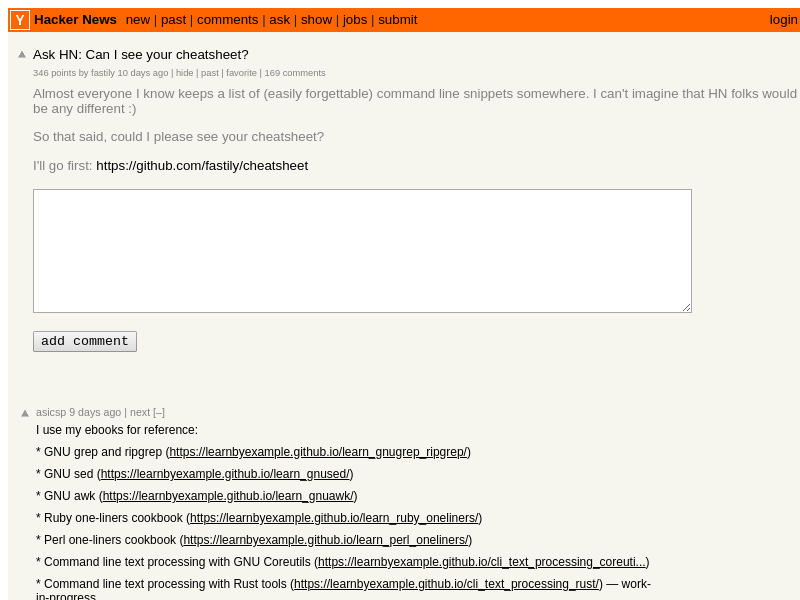 Y Hacker News new | past | comments | ask | show | jobs | submit login
Ask HN: Can I see your cheatsheet?
346 points by fastily 10 days ago | hide | past | favorite | 169 comments
Almost everyone I know keeps a list of (easily forgettable) command line snippets somewhere. I can't imagine that HN folks would
be any different :)
So that said, could I please see your cheatsheet?
I'll go first: https://github.com/fastily/cheatsheet
add comment
asicsp 9 days ago | next [–]
I use my ebooks for reference:
* GNU grep and ripgrep (https://learnbyexample.github.io/learn_gnugrep_ripgrep/)
* GNU sed (https://learnbyexample.github.io/learn_gnused/)
* GNU awk (https://learnbyexample.github.io/learn_gnuawk/)
* Ruby one-liners cookbook (https://learnbyexample.github.io/learn_ruby_oneliners/)
* Perl one-liners cookbook (https://learnbyexample.github.io/learn_perl_oneliners/)
* Command line text processing with GNU Coreutils (https://learnbyexample.github.io/cli_text_processing_coreuti...)
* Command line text processing with Rust tools (https://learnbyexample.github.io/cli_text_processing_rust/) — work-
in-progress